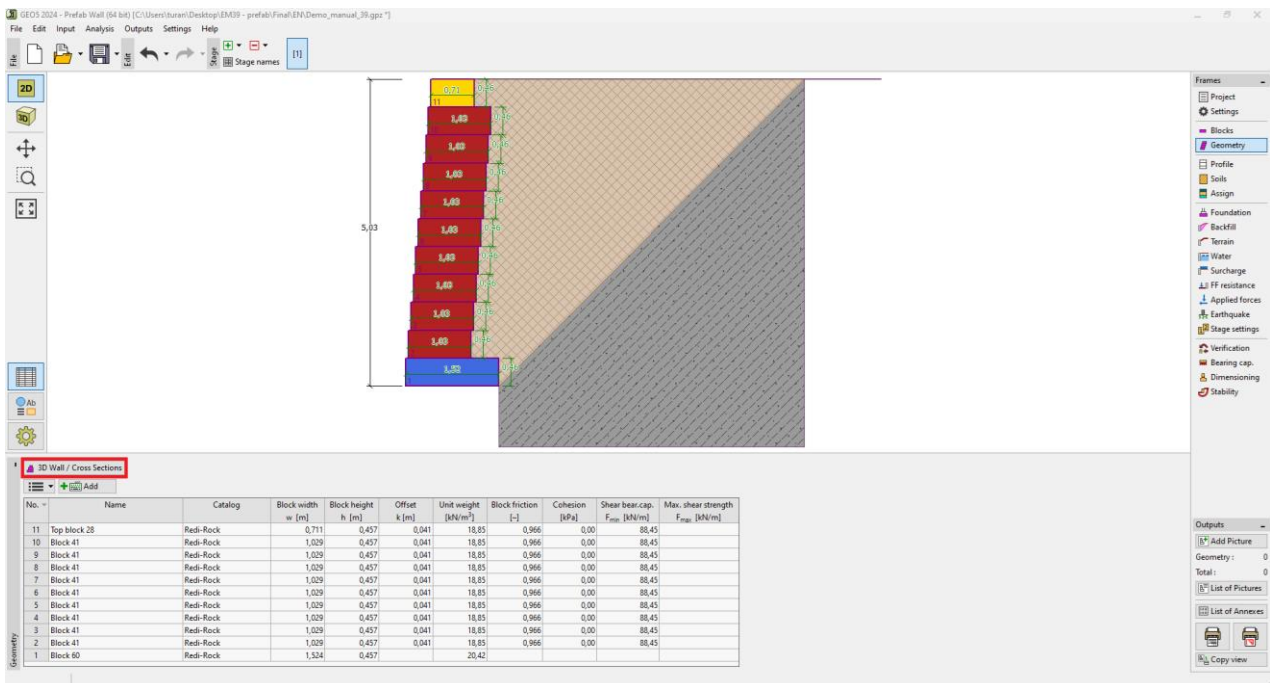 GEO5 2024 - Prefab Wall (64 bit) [C:\Users\turan\Desktop\EM39 - prefab\Final\EN\Demo_manual_39.gpz *]
File Edit Input Analysis Outputs Settings Help
File
Edit
Stage
Stage names
[1]
2D
3D
Ab
0,71
11
1,03
1,03
1,03
1,03
1,03
1,03
1,03
1,03
1,03
1,52
5,03
Frames
Project
Settings
Blocks
Geometry
Profile
Soils
Assign
Foundation
Backfill
Terrain
Water
Surcharge
FF resistance
Applied forces
Earthquake
Stage settings
Verification
Bearing cap.
Dimensioning
Stability
3D Wall / Cross Sections
Add
No. Name Catalog Block width Block height Offset Unit weight Block friction Cohesion Shear bear.cap. Max. shear strength
w [m] h [m] k [m] [kN/m³] [–] [kPa] Fmin [kN/m] Fmax [kN/m]
11 Top block 28 Redi-Rock 0,711 0,457 0,041 18,85 0,966 0,00 88,45
10 Block 41 Redi-Rock 1,029 0,457 0,041 18,85 0,966 0,00 88,45
9 Block 41 Redi-Rock 1,029 0,457 0,041 18,85 0,966 0,00 88,45
8 Block 41 Redi-Rock 1,029 0,457 0,041 18,85 0,966 0,00 88,45
7 Block 41 Redi-Rock 1,029 0,457 0,041 18,85 0,966 0,00 88,45
6 Block 41 Redi-Rock 1,029 0,457 0,041 18,85 0,966 0,00 88,45
5 Block 41 Redi-Rock 1,029 0,457 0,041 18,85 0,966 0,00 88,45
4 Block 41 Redi-Rock 1,029 0,457 0,041 18,85 0,966 0,00 88,45
3 Block 41 Redi-Rock 1,029 0,457 0,041 18,85 0,966 0,00 88,45
2 Block 41 Redi-Rock 1,029 0,457 0,041 18,85 0,966 0,00 88,45
1 Block 60 Redi-Rock 1,524 0,457 20,42
Geometry
Outputs
Add Picture
Geometry : 0
Total : 0
List of Pictures
List of Annexes
Copy view